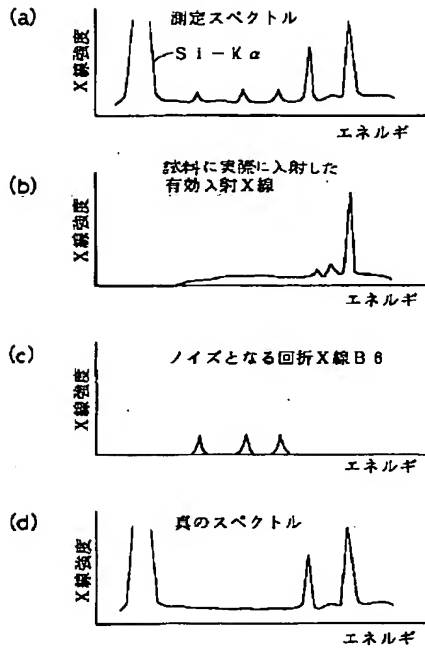 (a)
測定スペクトル
Si-Kα
X線強度
エネルギ
(b)
試料に実際に入射した
有効入射X線
X線強度
エネルギ
(c)
ノイズとなる回折X線B6
X線強度
エネルギ
(d)
真のスペクトル
X線強度
エネルギ